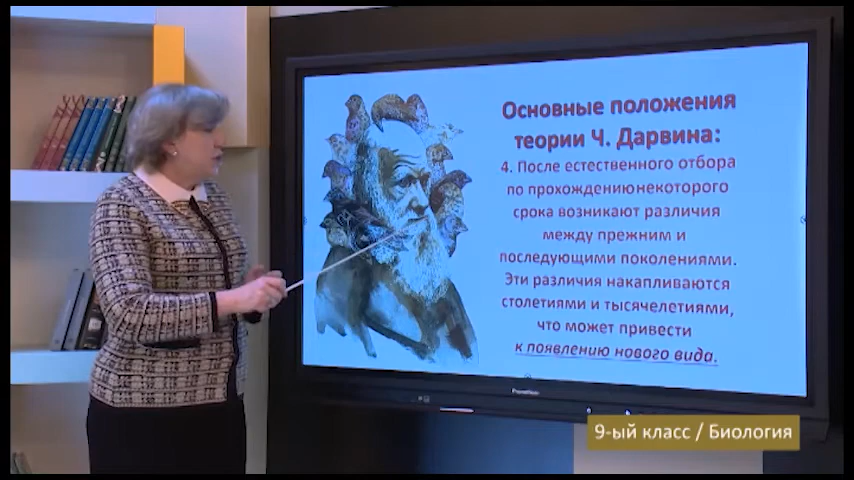 Основные положения
теории Ч. Дарвина:
4. После естественного отбора
по прохождениюнекоторого
срока возникают различия
между прежним и
последующими поколениями.
Эти различия накапливаются
столетиями и тысячелетиями,
что может привести
к появлению нового вида.
Promethean
9-ый класс / Биология